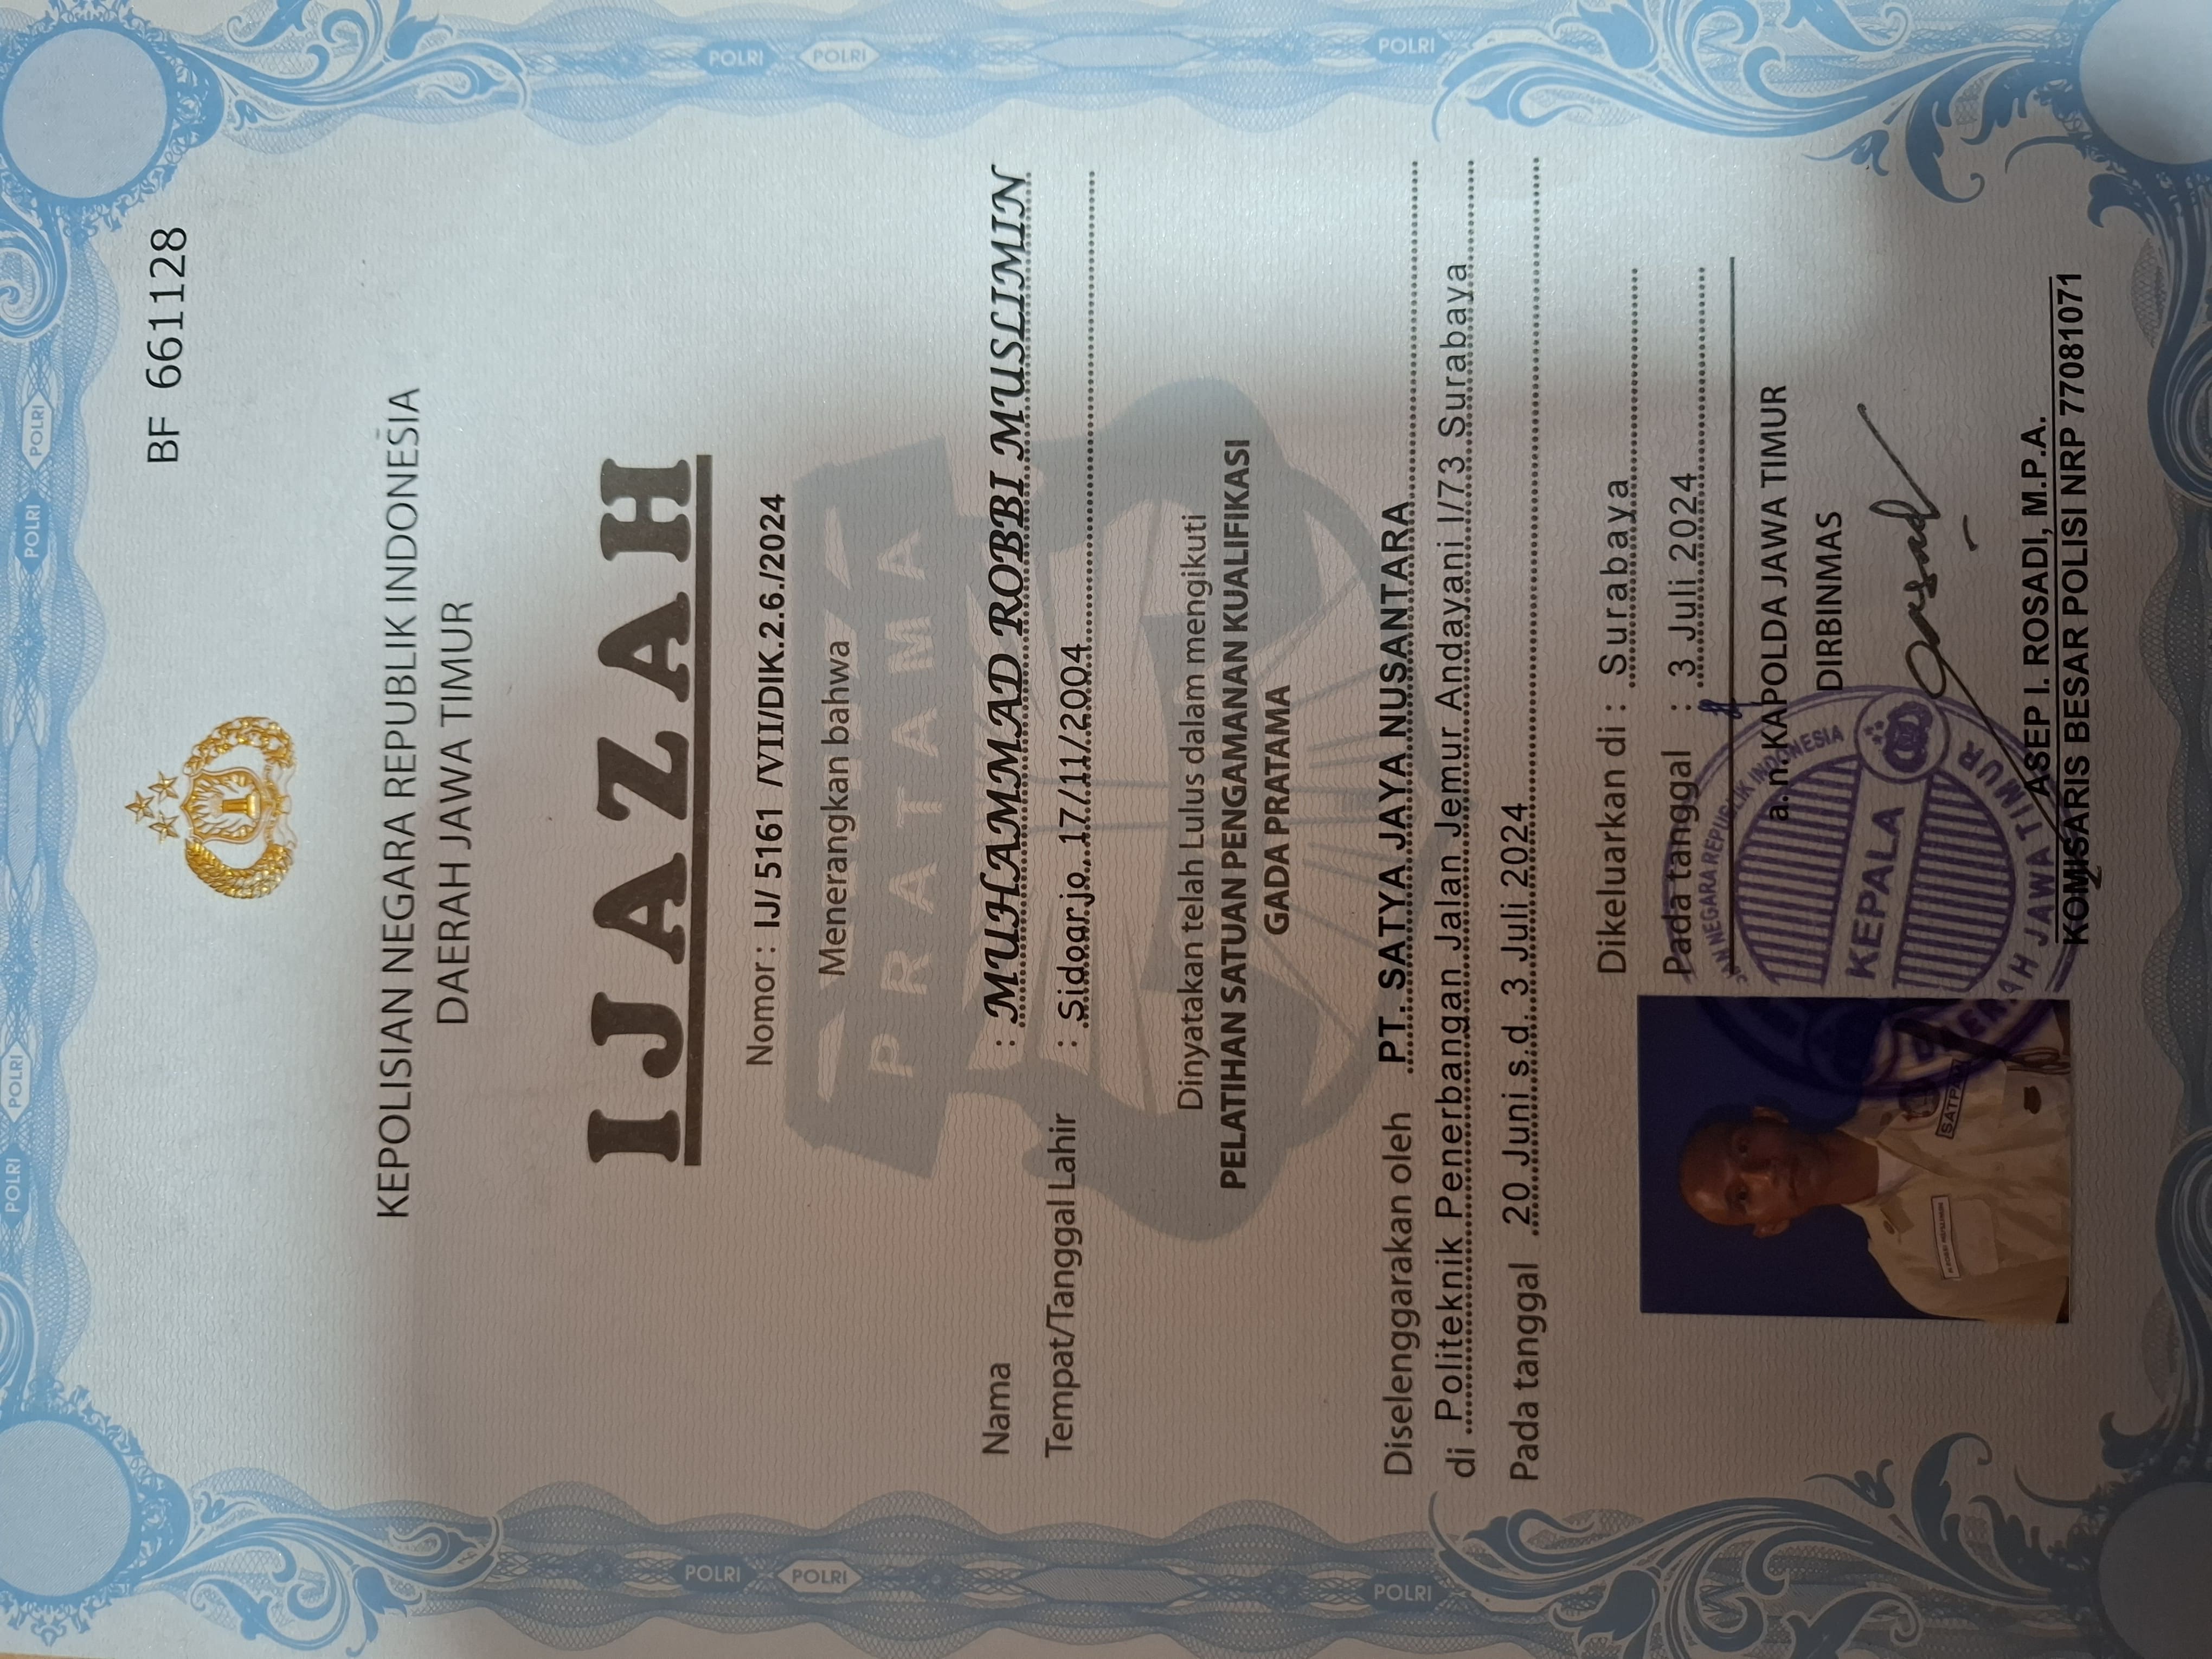 BF 661128
KEPOLISIAN NEGARA REPUBLIK INDONESIA
DAERAH JAWA TIMUR
IJAZAH
Nomor : IJ/ 5161 /VII/DIK.2.6./2024
Menerangkan bahwa
PRATAMA
Nama : MUHAMMAD ROBBI MUSLIMIN
Tempat/Tanggal Lahir : Sidoarjo, 17/11/2004
Dinyatakan telah Lulus dalam mengikuti
PELATIHAN SATUAN PENGAMANAN KUALIFIKASI
GADA PRATAMA
Diselenggarakan oleh PT. SATYA JAYA NUSANTARA
di Politeknik Penerbangan Jalan Jemur Andayani I/73 Surabaya
Pada tanggal 20 Juni s.d. 3 Juli 2024
Dikeluarkan di : Surabaya
Pada tanggal : 3 Juli 2024
a.n. KAPOLDA JAWA TIMUR
DIRBINMAS
ASEP I. ROSADI, M.P.A.
KOMISARIS BESAR POLISI NRP 77081071
NEGARA REPUBLIK INDONESIA
KEPALA
JAWA TIMUR
SATPAM
POLRI
POLRI
POLRI
POLRI
POLRI
POLRI
POLRI
POLRI
POLRI
POLRI
POLRI